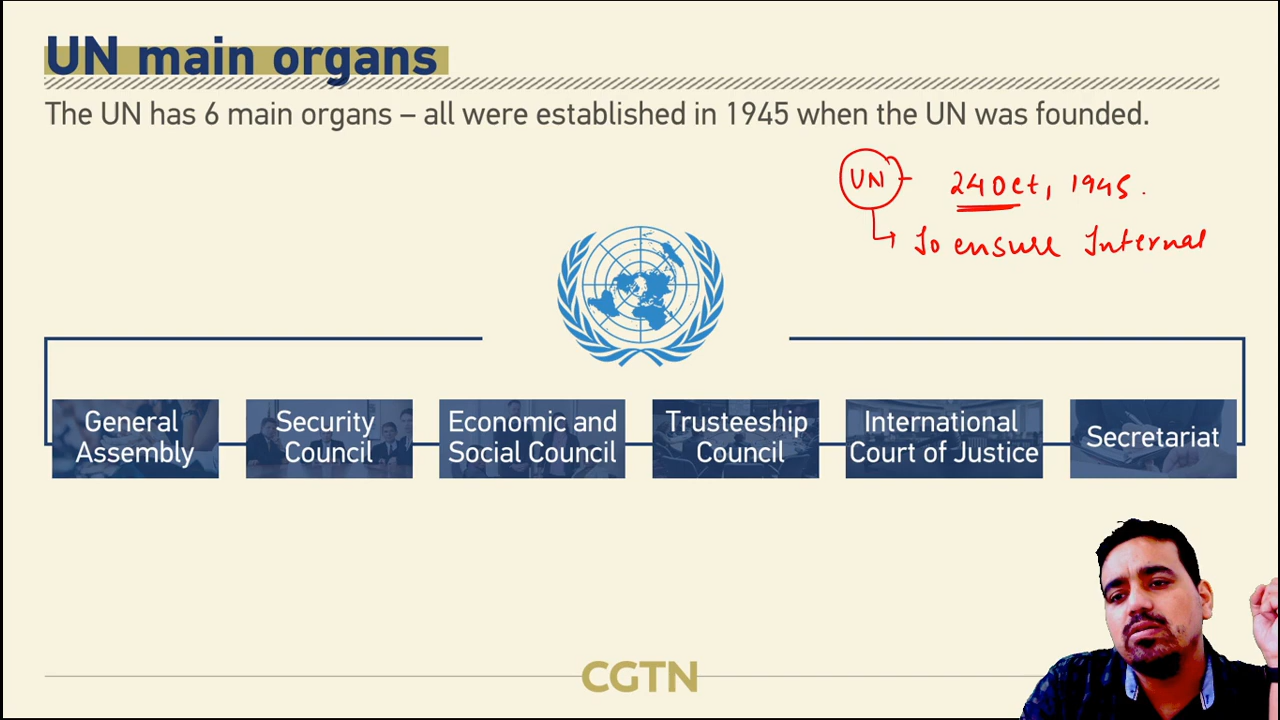 UN main organs
The UN has 6 main organs – all were established in 1945 when the UN was founded.
UN - 24 Oct, 1945.
To ensure Internal
General
Assembly
Security
Council
Economic and
Social Council
Trusteeship
Council
International
Court of Justice
Secretariat
CGTN